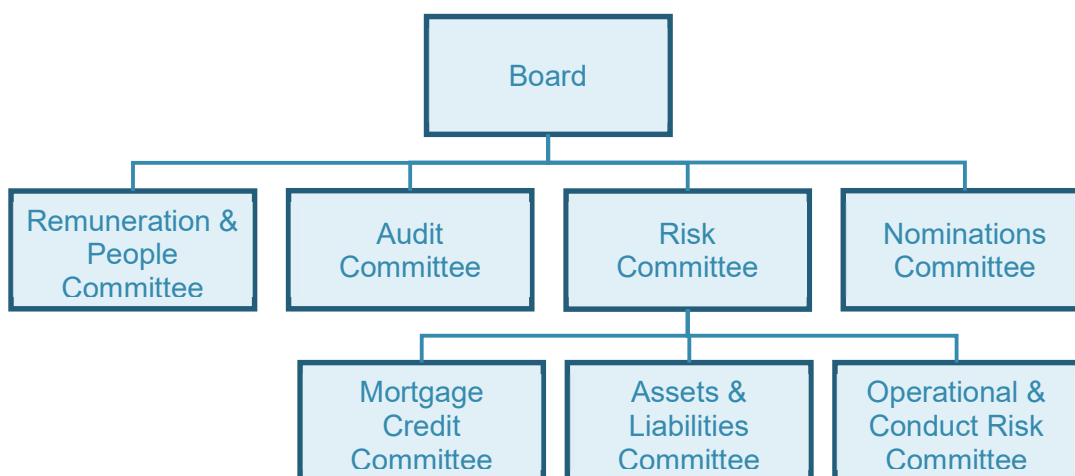 Board
Remuneration &
People
Committee
Audit
Committee
Risk
Committee
Nominations
Committee
Mortgage
Credit
Committee
Assets &
Liabilities
Committee
Operational &
Conduct Risk
Committee